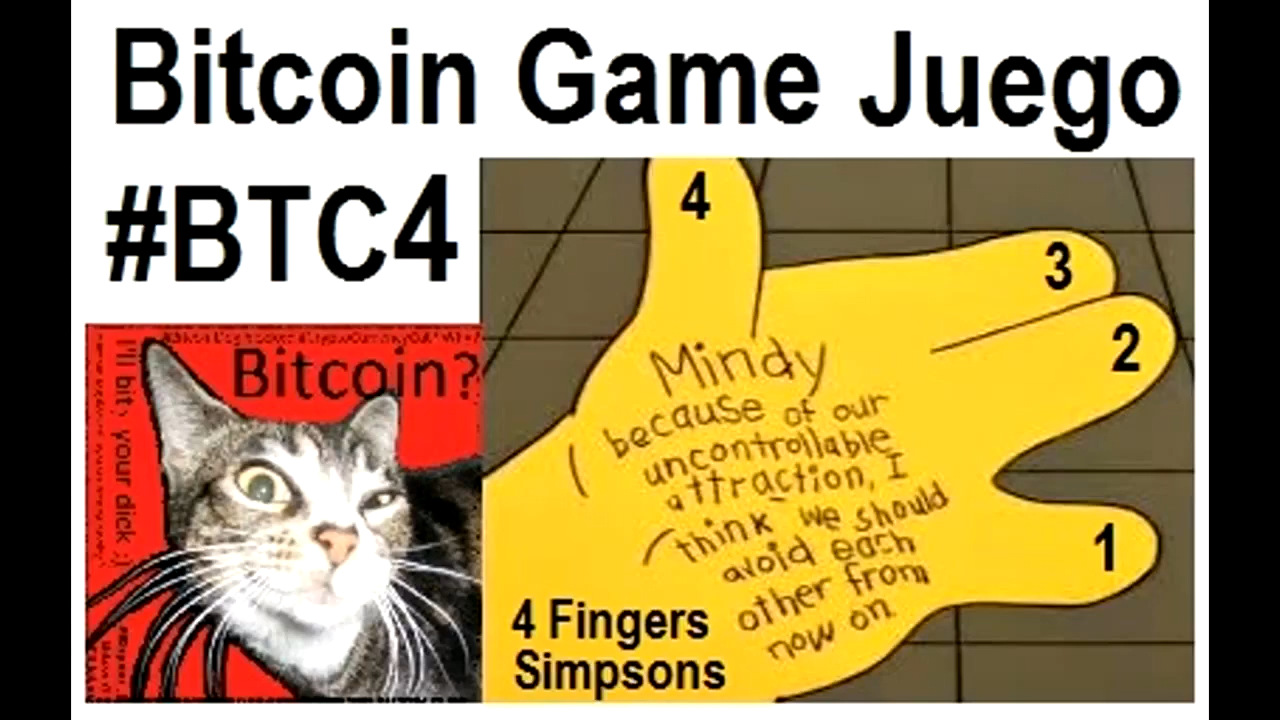 Bitcoin Game Juego
#BTC4
4
3
2
1
Mindy
because of our
uncontrollable
attraction, I
think we should
avoid each
other from
now on
4 Fingers
Simpsons
Bitcoin?
I'll bit, your dick :)